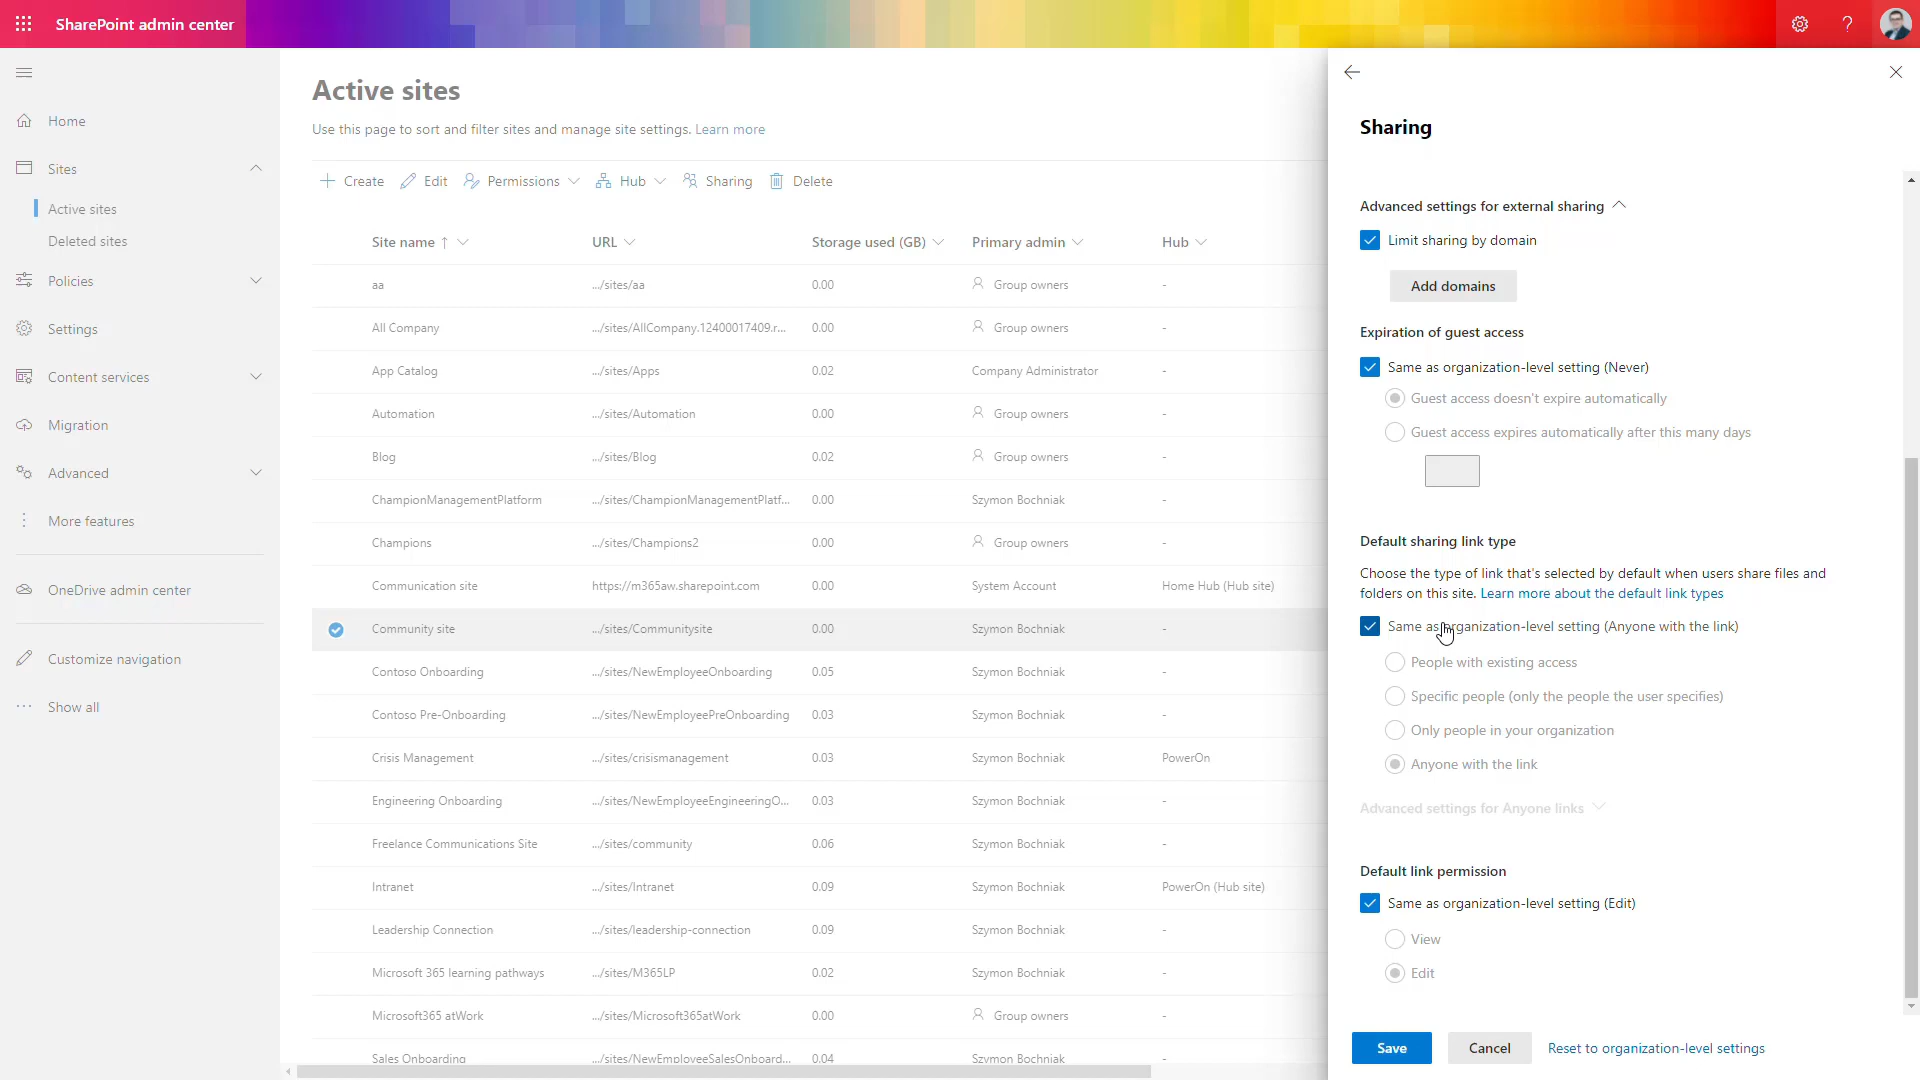 SharePoint admin center
Home
Sites
Active sites
Deleted sites
Policies
Settings
Content services
Migration
Advanced
More features
OneDrive admin center
Customize navigation
Show all
Active sites
Use this page to sort and filter sites and manage site settings. Learn more
Create Edit Permissions Hub Sharing Delete
Site name ↑ URL Storage used (GB) Primary admin Hub
aa .../sites/aa 0.00 Group owners -
All Company .../sites/AllCompany.12400017409.r... 0.00 Group owners -
App Catalog .../sites/Apps 0.02 Company Administrator -
Automation .../sites/Automation 0.00 Group owners -
Blog .../sites/Blog 0.02 Group owners -
ChampionManagementPlatform .../sites/ChampionManagementPlatf... 0.00 Szymon Bochniak -
Champions .../sites/Champions2 0.00 Group owners -
Communication site https://m365aw.sharepoint.com 0.00 System Account Home Hub (Hub site)
Community site .../sites/Communitysite 0.00 Szymon Bochniak -
Contoso Onboarding .../sites/NewEmployeeOnboarding 0.05 Szymon Bochniak -
Contoso Pre-Onboarding .../sites/NewEmployeePreOnboarding 0.03 Szymon Bochniak -
Crisis Management .../sites/crisismanagement 0.03 Szymon Bochniak PowerOn
Engineering Onboarding .../sites/NewEmployeeEngineeringO... 0.03 Szymon Bochniak -
Freelance Communications Site .../sites/community 0.06 Szymon Bochniak -
Intranet .../sites/Intranet 0.09 Szymon Bochniak PowerOn (Hub site)
Leadership Connection .../sites/leadership-connection 0.09 Szymon Bochniak -
Microsoft 365 learning pathways .../sites/M365LP 0.02 Szymon Bochniak -
Microsoft365 atWork .../sites/Microsoft365atWork 0.00 Group owners -
Sales Onboarding .../sites/NewEmployeeSalesOnboard... 0.04 Szymon Bochniak -
Sharing
Advanced settings for external sharing
Limit sharing by domain
Add domains
Expiration of guest access
Same as organization-level setting (Never)
Guest access doesn't expire automatically
Guest access expires automatically after this many days
Default sharing link type
Choose the type of link that's selected by default when users share files and
folders on this site. Learn more about the default link types
Same as organization-level setting (Anyone with the link)
People with existing access
Specific people (only the people the user specifies)
Only people in your organization
Anyone with the link
Advanced settings for Anyone links
Default link permission
Same as organization-level setting (Edit)
View
Edit
Save Cancel Reset to organization-level settings